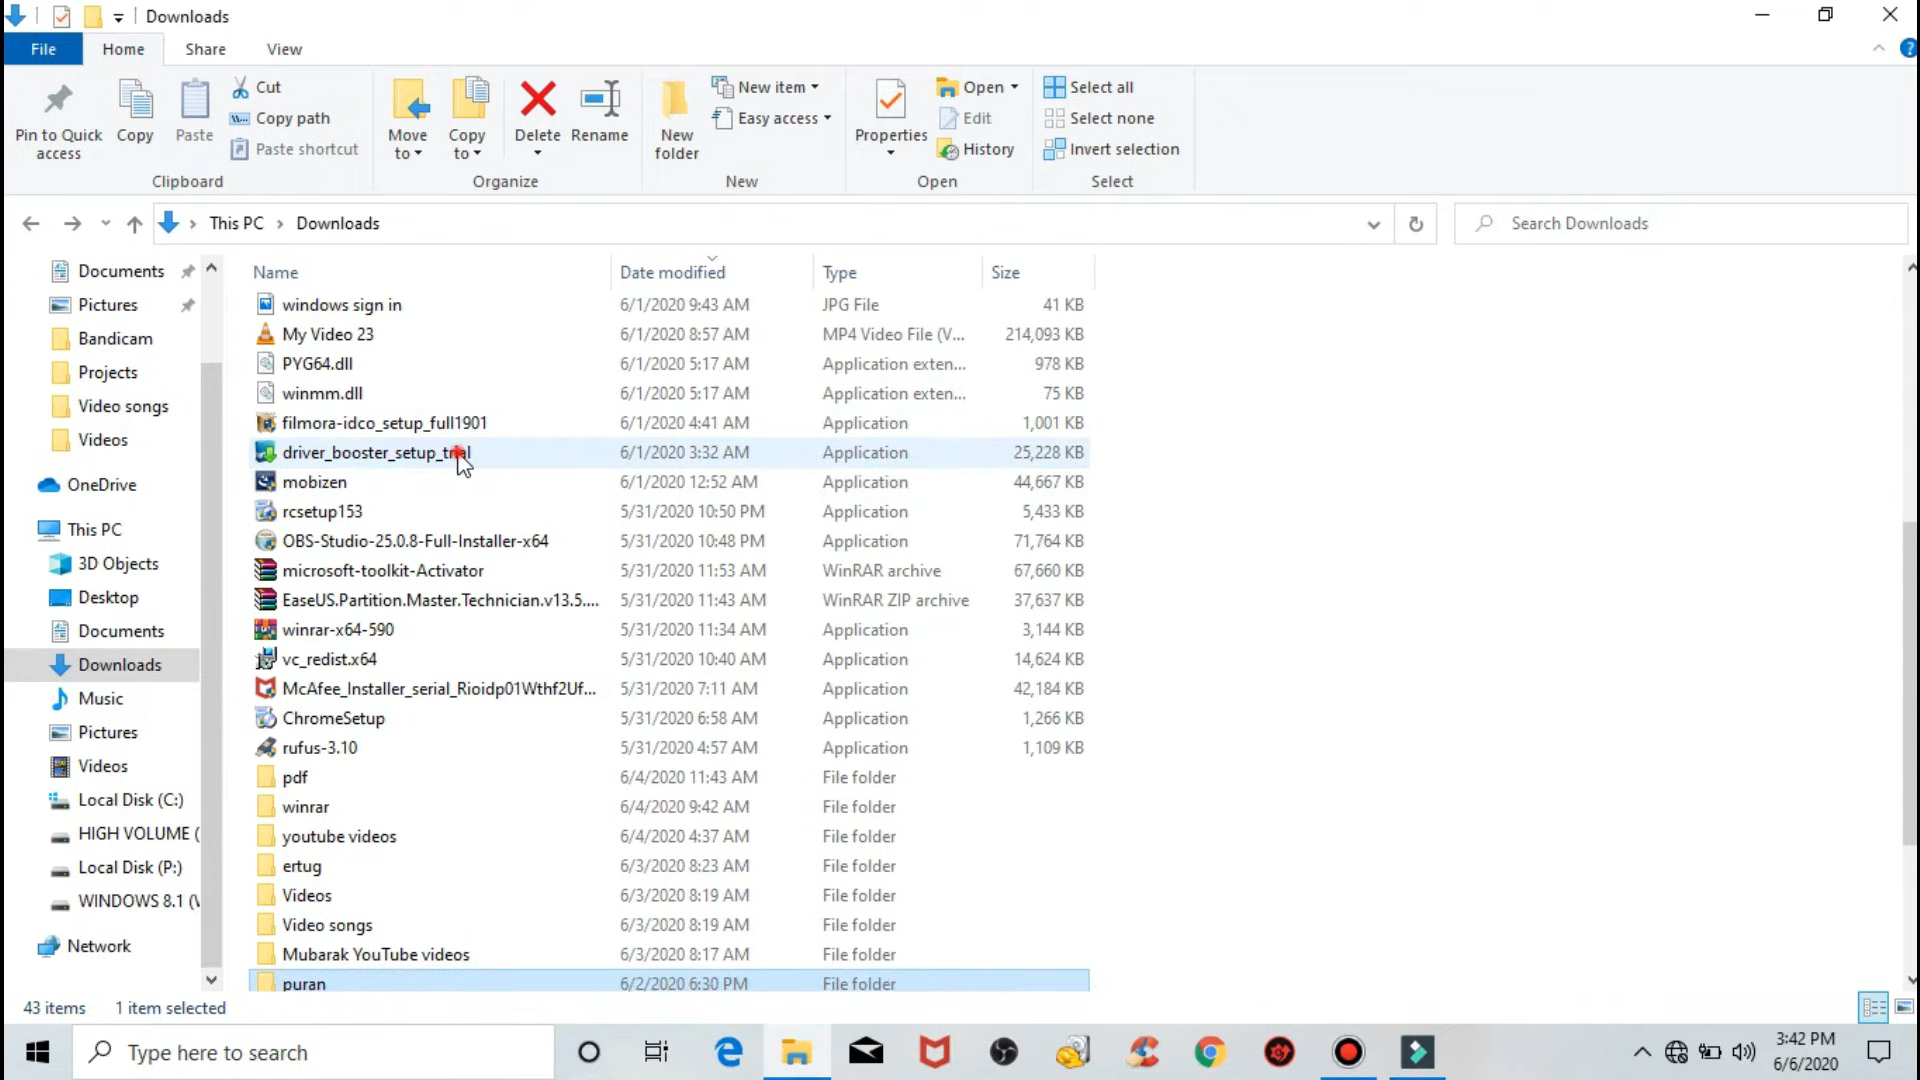 Downloads
File Home Share View
Pin to Quick access
Copy
Paste
Cut
Copy path
Paste shortcut
Clipboard
Move to
Copy to
Delete
Rename
Organize
New folder
New item
Easy access
New
Properties
Open
Edit
History
Open
Select all
Select none
Invert selection
Select
This PC > Downloads
Search Downloads
Documents
Pictures
Bandicam
Projects
Video songs
Videos
OneDrive
This PC
3D Objects
Desktop
Documents
Downloads
Music
Pictures
Videos
Local Disk (C:)
HIGH VOLUME (
Local Disk (P:)
WINDOWS 8.1 (
Network
Name Date modified Type Size
windows sign in 6/1/2020 9:43 AM JPG File 41 KB
My Video 23 6/1/2020 8:57 AM MP4 Video File (V... 214,093 KB
PYG64.dll 6/1/2020 5:17 AM Application exten... 978 KB
winmm.dll 6/1/2020 5:17 AM Application exten... 75 KB
filmora-idco_setup_full1901 6/1/2020 4:41 AM Application 1,001 KB
driver_booster_setup_trial 6/1/2020 3:32 AM Application 25,228 KB
mobizen 6/1/2020 12:52 AM Application 44,667 KB
rcsetup153 5/31/2020 10:50 PM Application 5,433 KB
OBS-Studio-25.0.8-Full-Installer-x64 5/31/2020 10:48 PM Application 71,764 KB
microsoft-toolkit-Activator 5/31/2020 11:53 AM WinRAR archive 67,660 KB
EaseUS.Partition.Master.Technician.v13.5.... 5/31/2020 11:43 AM WinRAR ZIP archive 37,637 KB
winrar-x64-590 5/31/2020 11:34 AM Application 3,144 KB
vc_redist.x64 5/31/2020 10:40 AM Application 14,624 KB
McAfee_Installer_serial_Rioidp01Wthf2Uf... 5/31/2020 7:11 AM Application 42,184 KB
ChromeSetup 5/31/2020 6:58 AM Application 1,266 KB
rufus-3.10 5/31/2020 4:57 AM Application 1,109 KB
pdf 6/4/2020 11:43 AM File folder
winrar 6/4/2020 9:42 AM File folder
youtube videos 6/4/2020 4:37 AM File folder
ertug 6/3/2020 8:23 AM File folder
Videos 6/3/2020 8:19 AM File folder
Video songs 6/3/2020 8:19 AM File folder
Mubarak YouTube videos 6/3/2020 8:17 AM File folder
puran 6/2/2020 6:30 PM File folder
43 items 1 item selected
Type here to search
3:42 PM
6/6/2020